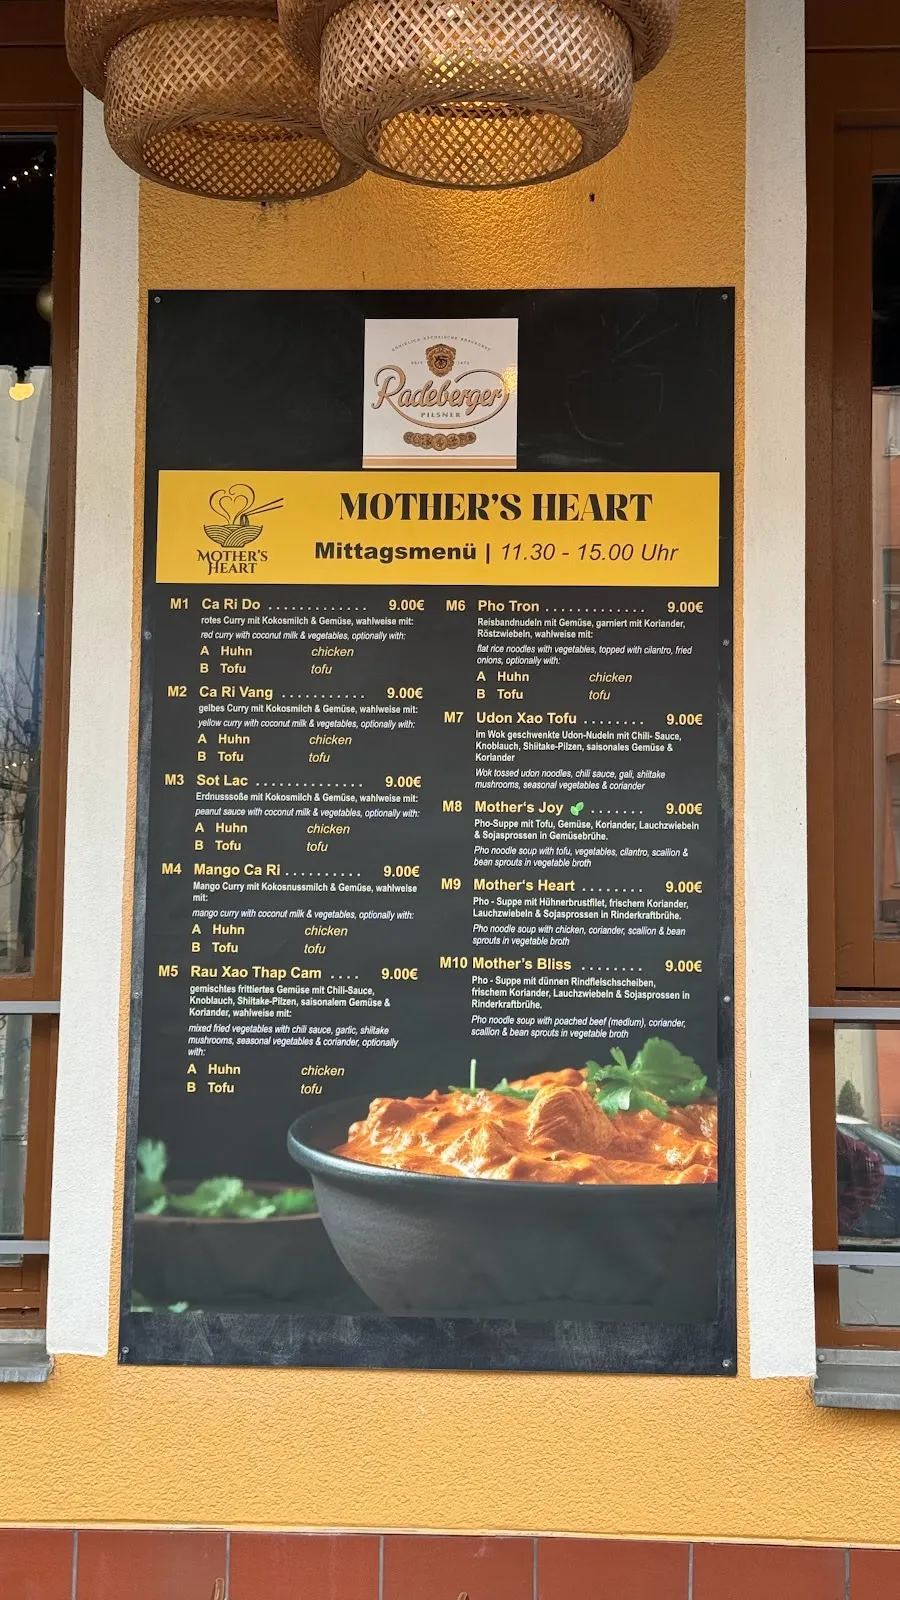 KÖNIGLICH SÄCHSISCHE BRAUEREI
SEIT 1872
Radeberger
PILSNER
MOTHER'S
HEART
MOTHER'S HEART
Mittagsmenü | 11.30 - 15.00 Uhr
M1 Ca Ri Do ............. 9.00€
rotes Curry mit Kokosmilch & Gemüse, wahlweise mit:
red curry with coconut milk & vegetables, optionally with:
A Huhn chicken
B Tofu tofu
M2 Ca Ri Vang ........... 9.00€
gelbes Curry mit Kokosmilch & Gemüse, wahlweise mit:
yellow curry with coconut milk & vegetables, optionally with:
A Huhn chicken
B Tofu tofu
M3 Sot Lac .............. 9.00€
Erdnusssoße mit Kokosmilch & Gemüse, wahlweise mit:
peanut sauce with coconut milk & vegetables, optionally with:
A Huhn chicken
B Tofu tofu
M4 Mango Ca Ri .......... 9.00€
Mango Curry mit Kokosnussmilch & Gemüse, wahlweise
mit:
mango curry with coconut milk & vegetables, optionally with:
A Huhn chicken
B Tofu tofu
M5 Rau Xao Thap Cam .... 9.00€
gemischtes frittiertes Gemüse mit Chili-Sauce,
Knoblauch, Shiitake-Pilzen, saisonalem Gemüse &
Koriander, wahlweise mit:
mixed fried vegetables with chili sauce, garlic, shiitake
mushrooms, seasonal vegetables & coriander, optionally
with:
A Huhn chicken
B Tofu tofu
M6 Pho Tron ............. 9.00€
Reisbandnudeln mit Gemüse, garniert mit Koriander,
Röstzwiebeln, wahlweise mit:
flat rice noodles with vegetables, topped with cilantro, fried
onions, optionally with:
A Huhn chicken
B Tofu tofu
M7 Udon Xao Tofu ........ 9.00€
im Wok geschwenkte Udon-Nudeln mit Chili- Sauce,
Knoblauch, Shiitake-Pilzen, saisonales Gemüse &
Koriander
Wok tossed udon noodles, chili sauce, gali, shiitake
mushrooms, seasonal vegetables & coriander
M8 Mother's Joy ....... 9.00€
Pho-Suppe mit Tofu, Gemüse, Koriander, Lauchzwiebeln
& Sojasprossen in Gemüsebrühe.
Pho noodle soup with tofu, vegetables, cilantro, scallion &
bean sprouts in vegetable broth
M9 Mother's Heart ........ 9.00€
Pho - Suppe mit Hühnerbrustfilet, frischem Koriander,
Lauchzwiebeln & Sojasprossen in Rinderkraftbrühe.
Pho noodle soup with chicken, coriander, scallion & bean
sprouts in vegetable broth
M10 Mother's Bliss ........ 9.00€
Pho - Suppe mit dünnen Rindfleischscheiben,
frischem Koriander, Lauchzwiebeln & Sojasprossen in
Rinderkraftbrühe.
Pho noodle soup with poached beef (medium), coriander,
scallion & bean sprouts in vegetable broth